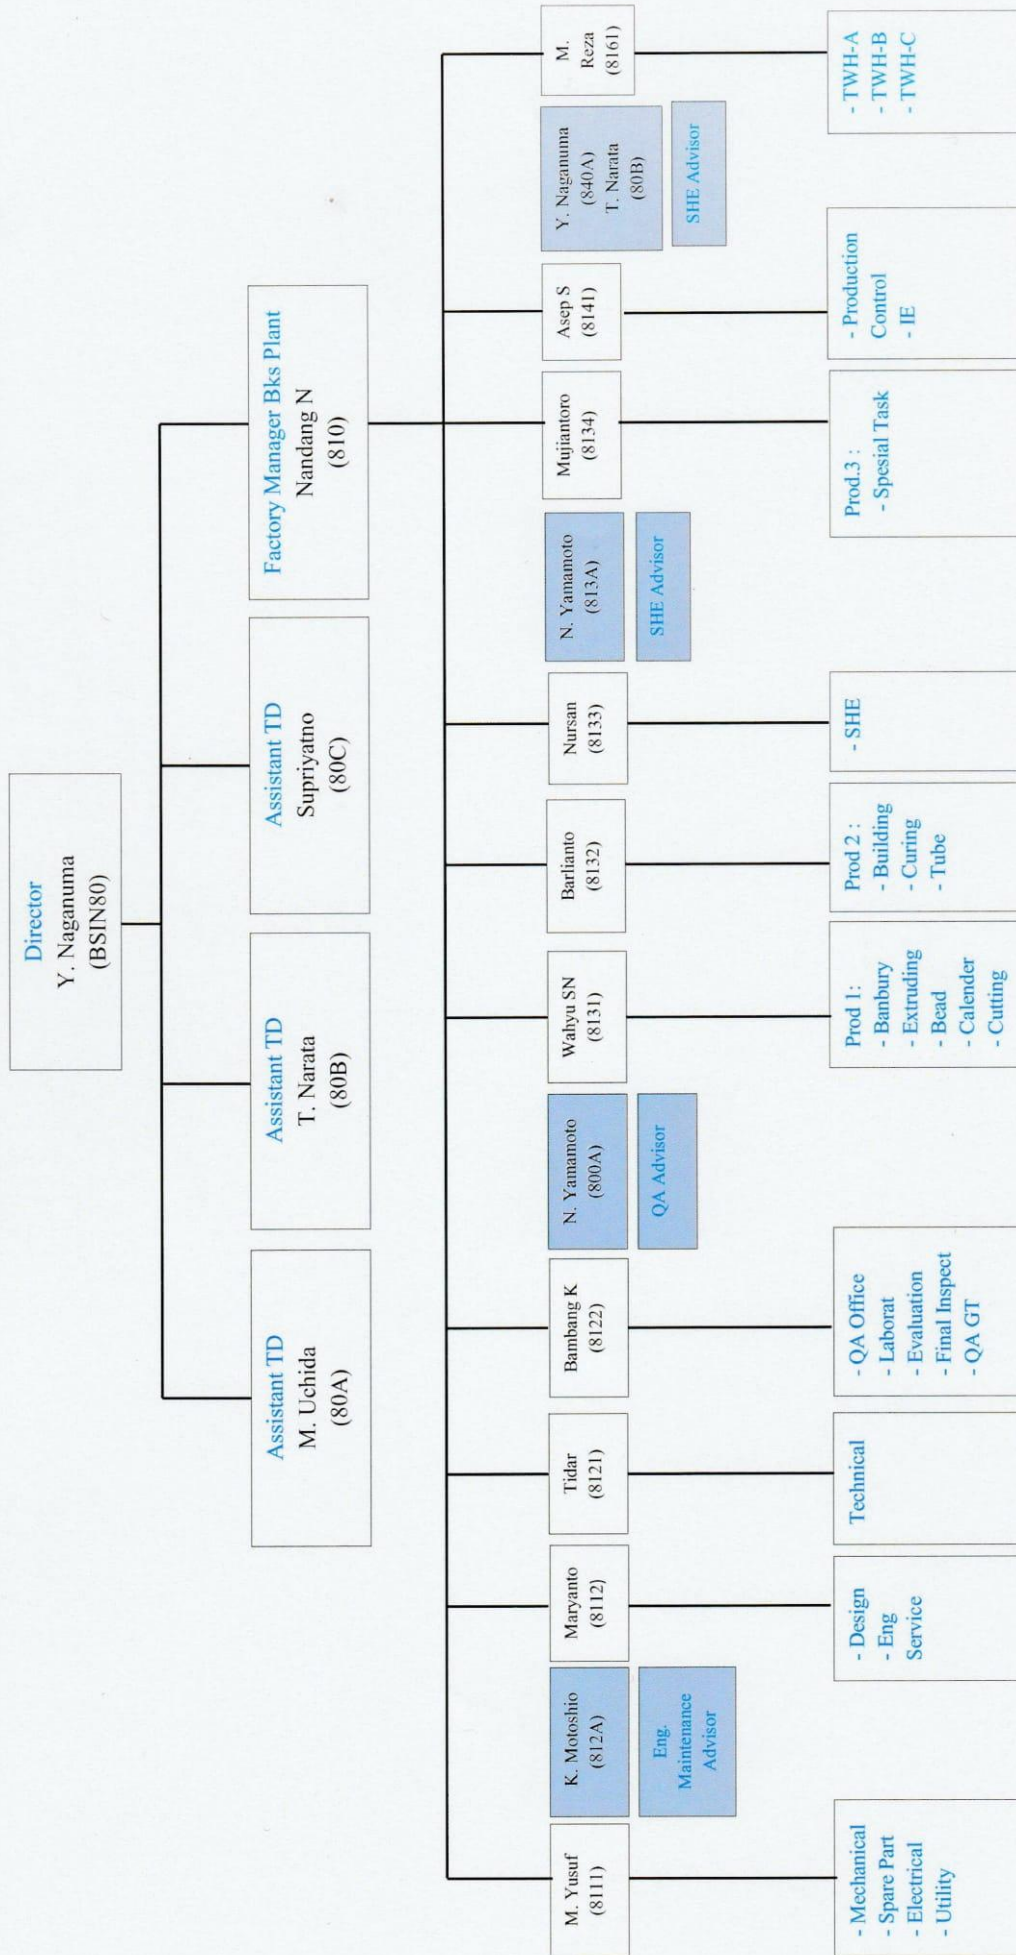 Director
Y. Naganuma
(BSIN80)
Assistant TD
M. Uchida
(80A)
Assistant TD
T. Narata
(80B)
Assistant TD
Supriyatno
(80C)
Factory Manager Bks Plant
Nandang N
(810)
M. Yusuf
(8111)
K. Motoshio
(812A)
Eng.
Maintenance
Advisor
Maryanto
(8112)
Tidar
(8121)
Bambang K
(8122)
N. Yamamoto
(800A)
QA Advisor
Wahyu SN
(8131)
Barlianto
(8132)
Nursan
(8133)
N. Yamamoto
(813A)
SHE Advisor
Mujiantoro
(8134)
Asep S
(8141)
Y. Naganuma
(840A)
T. Narata
(80B)
SHE Advisor
M.
Reza
(8161)
- Mechanical
- Spare Part
- Electrical
- Utility
- Design
- Eng
Service
Technical
- QA Office
- Laborat
- Evaluation
- Final Inspect
- QA GT
Prod 1:
- Banbury
- Extruding
- Bead
- Calender
- Cutting
Prod 2 :
- Building
- Curing
- Tube
- SHE
Prod.3 :
- Spesial Task
- Production
Control
- IE
- TWH-A
- TWH-B
- TWH-C